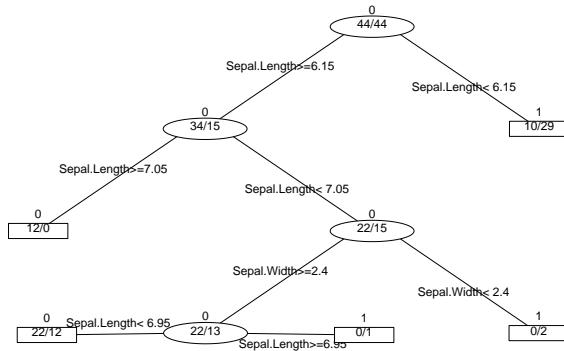 0
44/44
Sepal.Length>=6.15
Sepal.Length< 6.15
0
34/15
1
10/29
Sepal.Length>=7.05
Sepal.Length< 7.05
0
12/0
0
22/15
Sepal.Width>=2.4
Sepal.Width< 2.4
0
22/12
Sepal.Length< 6.95
0
22/13
Sepal.Length>=6.95
1
0/1
1
0/2